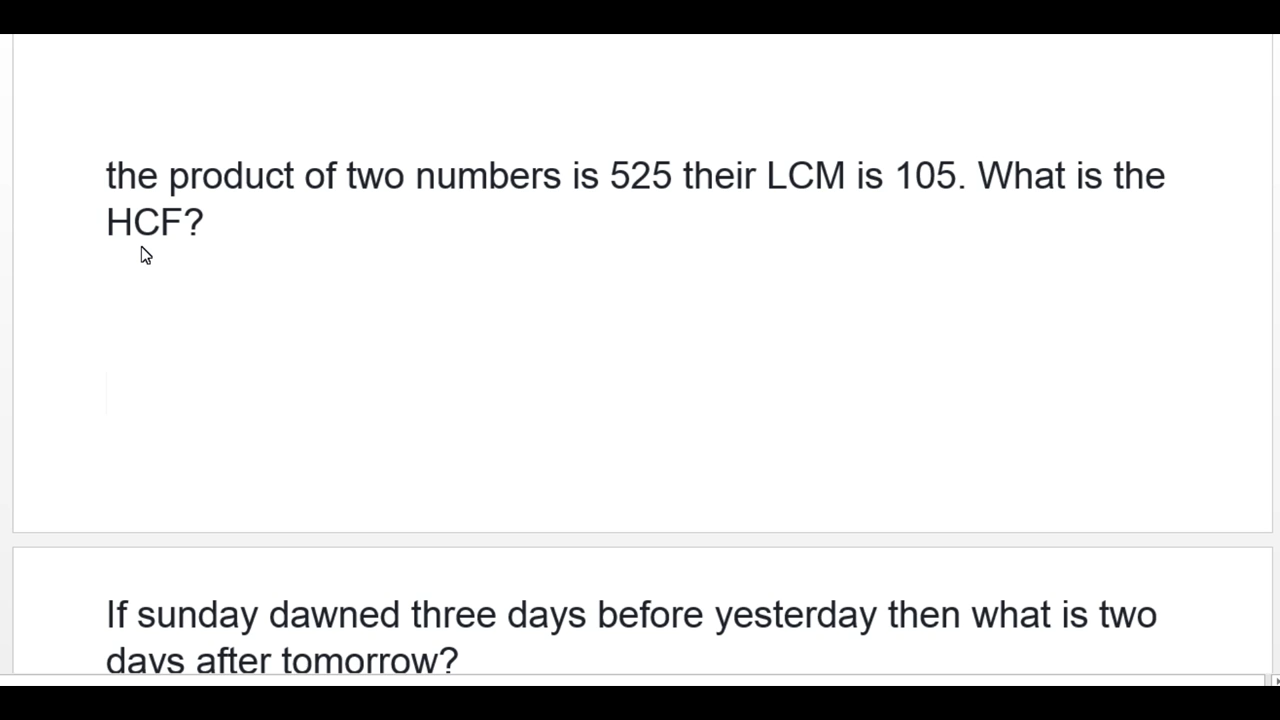 the product of two numbers is 525 their LCM is 105. What is the
HCF?
If sunday dawned three days before yesterday then what is two
days after tomorrow?